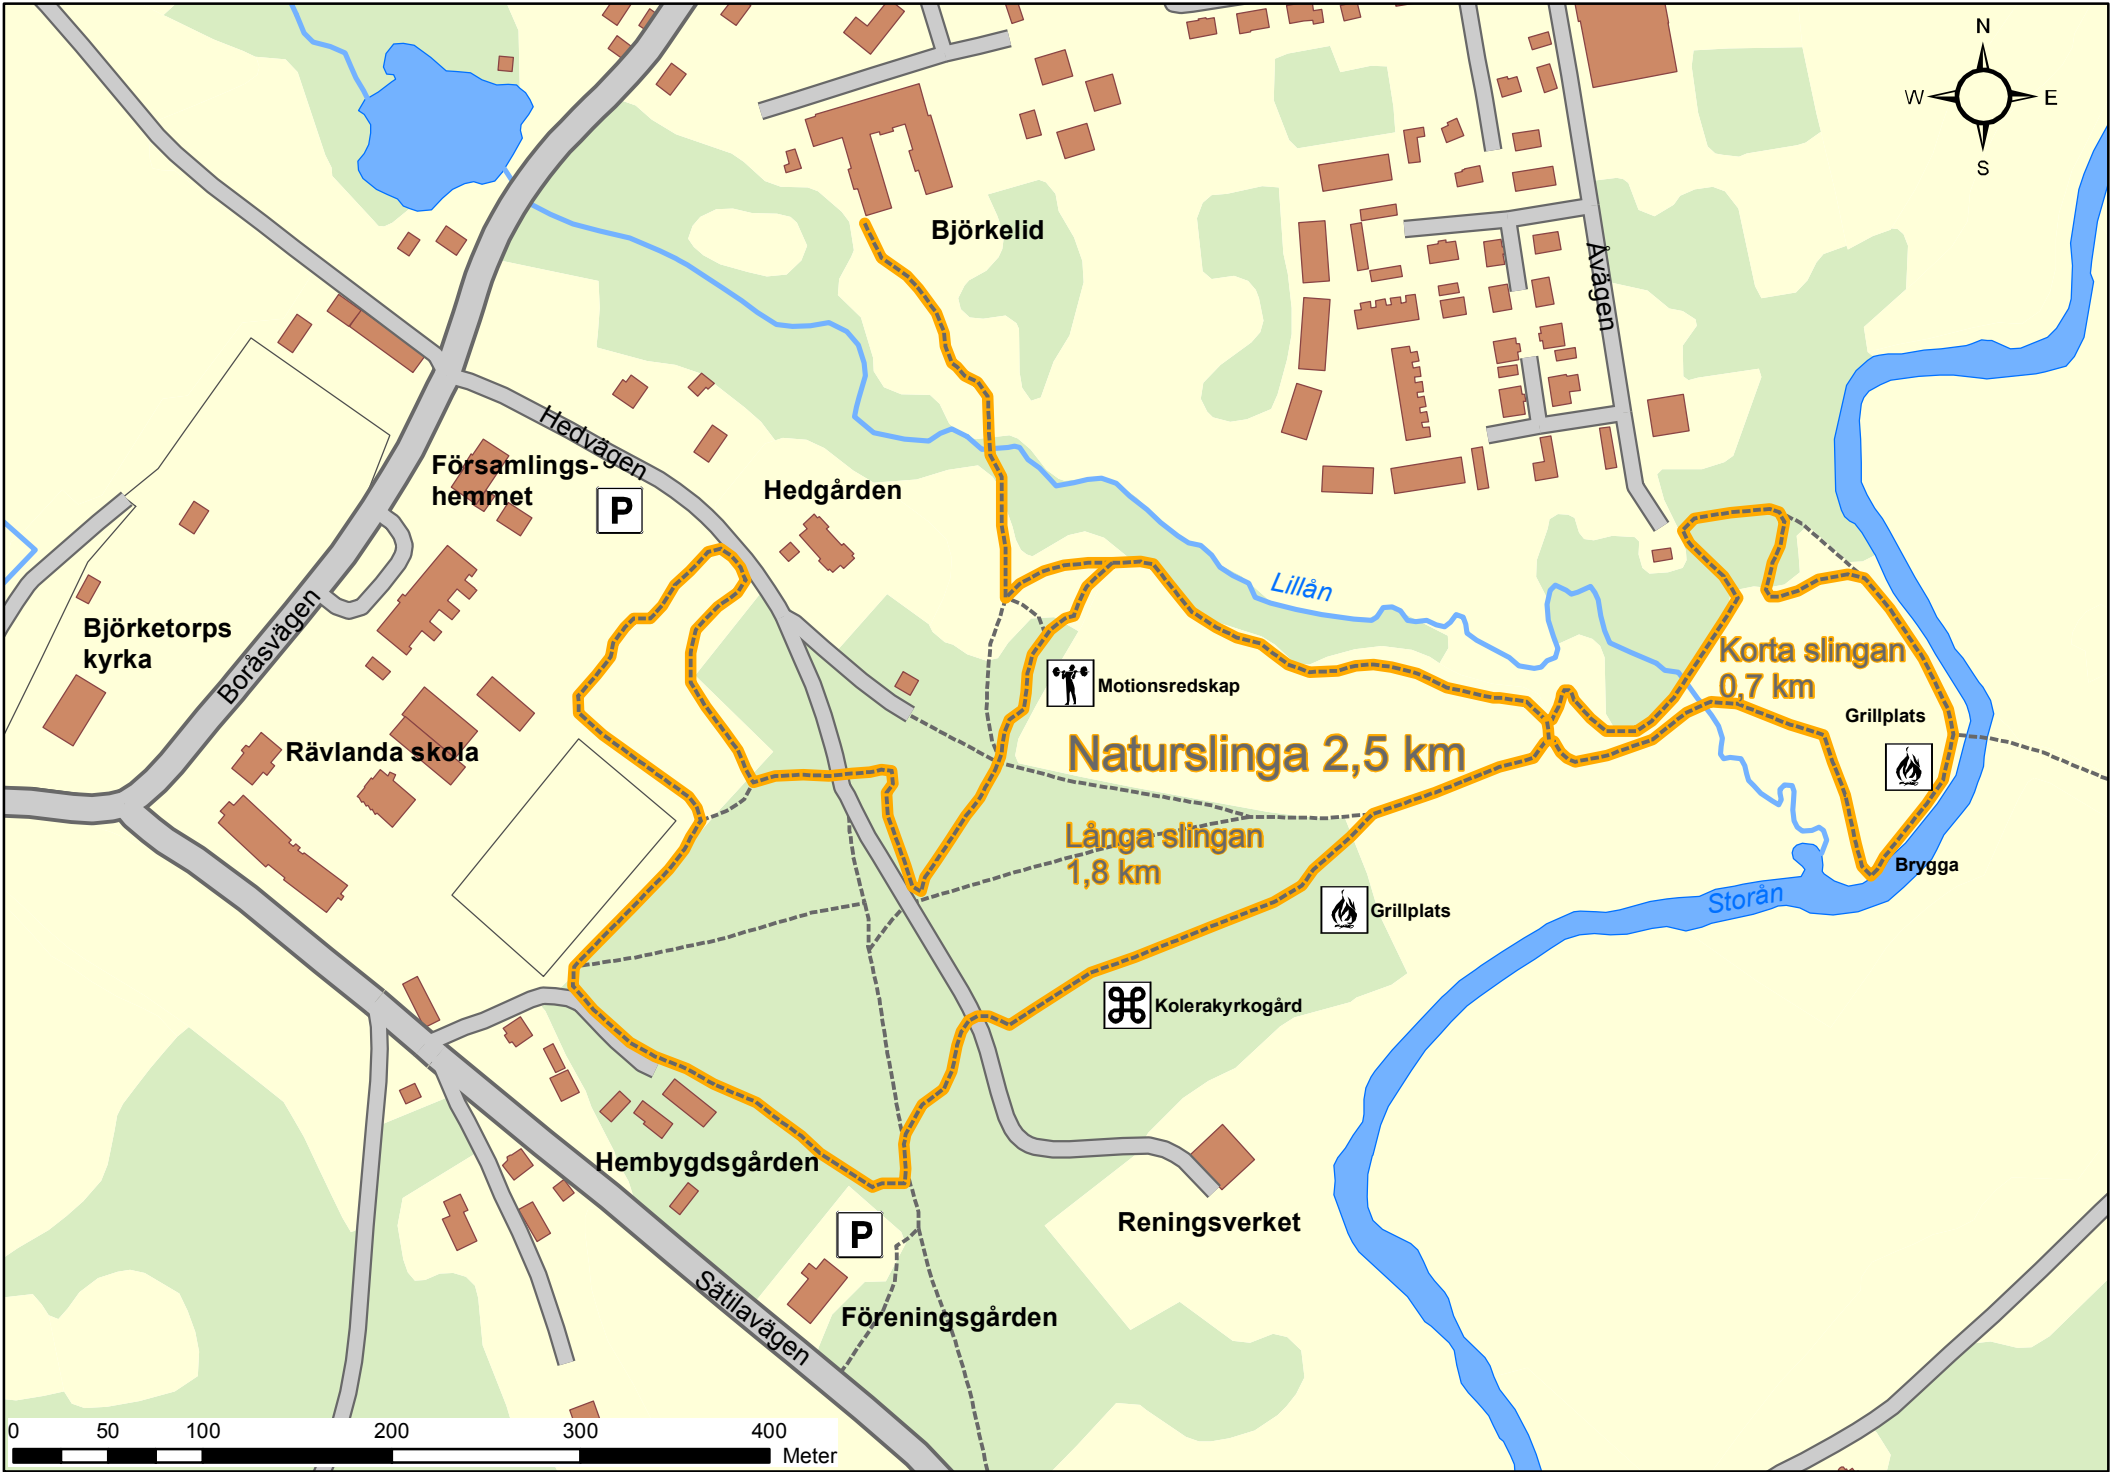 N
W
E
S
Björkelid
Åvägen
Hedvägen
Församlings-
hemmet
P
Hedgården
Lillån
Björketorps
kyrka
Boråsvägen
Korta slingan
0,7 km
Motionsredskap
Grillplats
Rävlanda skola
Naturslinga 2,5 km
Långa slingan
1,8 km
Brygga
Storån
Grillplats
Kolerakyrkogård
Hembygdsgården
P
Reningsverket
Sätilavägen
Föreningsgården
0 50 100 200 300 400
Meter